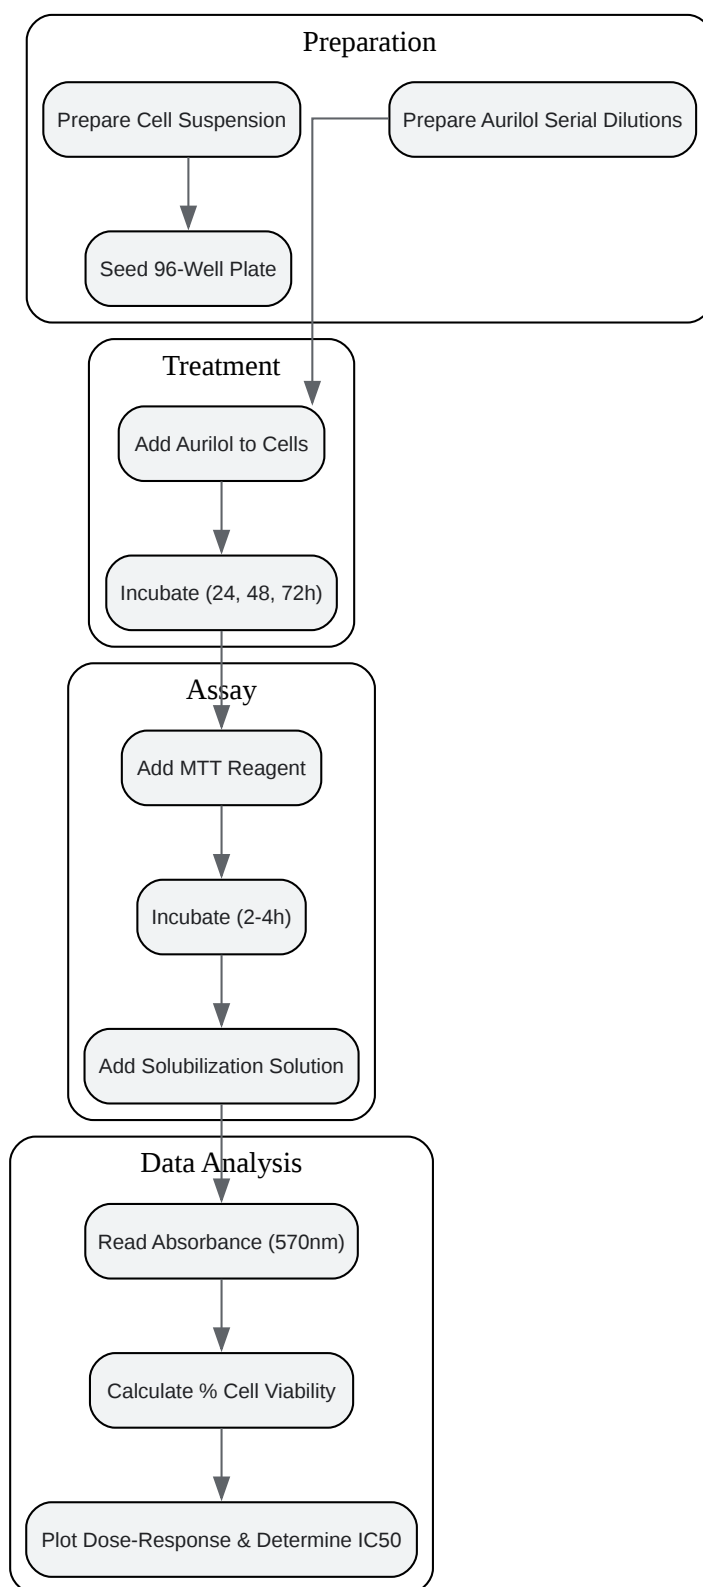 Preparation
Prepare Cell Suspension
Prepare Aurilol Serial Dilutions
Seed 96-Well Plate
Treatment
Add Aurilol to Cells
Incubate (24, 48, 72h)
Assay
Add MTT Reagent
Incubate (2-4h)
Add Solubilization Solution
Data Analysis
Read Absorbance (570nm)
Calculate % Cell Viability
Plot Dose-Response & Determine IC50